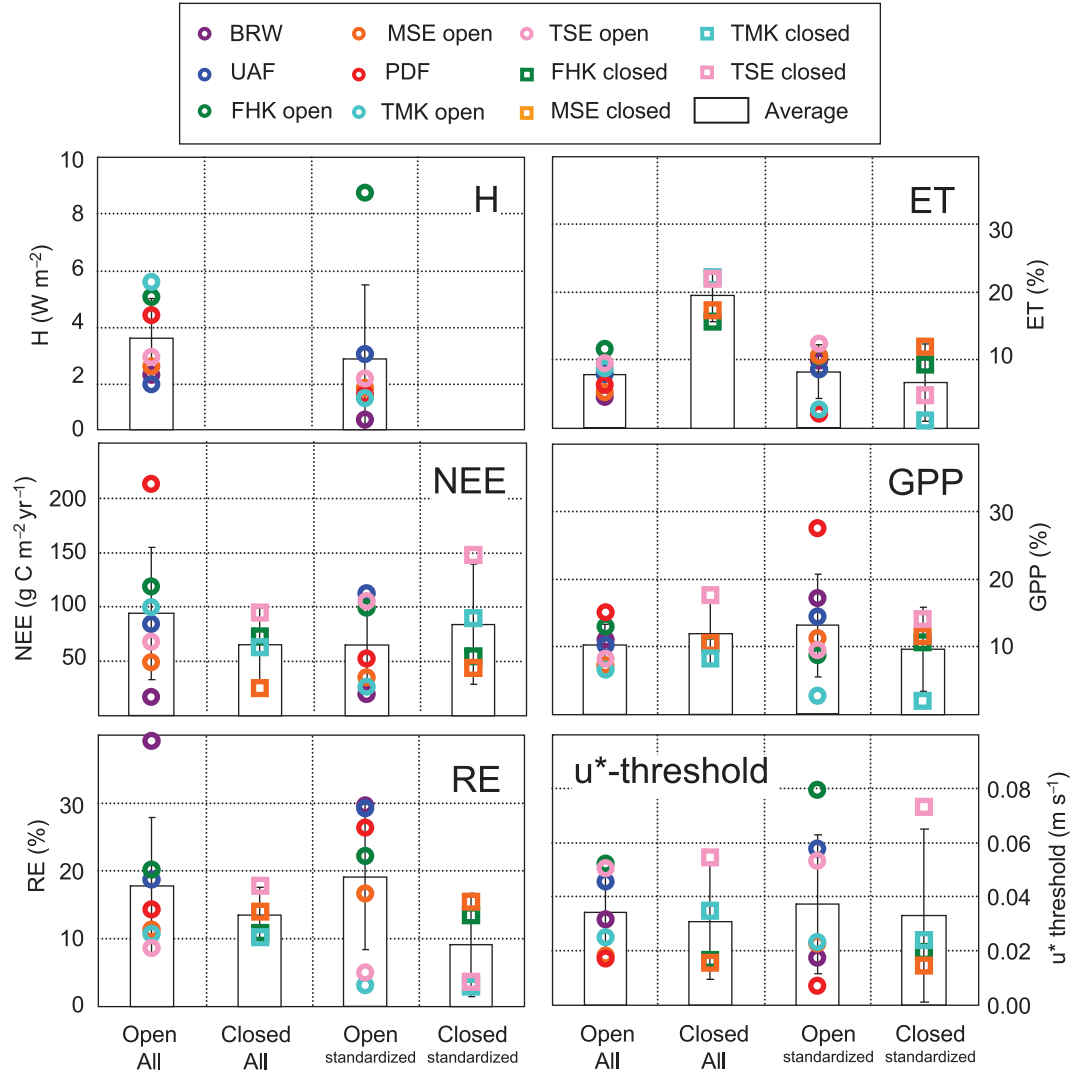 BRW MSE open TSE open TMK closed
UAF PDF FHK closed TSE closed
FHK open TMK open MSE closed Average
H (W m−2)
10
8
6
4
2
0
H
ET
30
20
10
ET (%)
NEE (g C m−2 yr−1)
200
150
100
50
NEE
GPP
30
20
10
GPP (%)
RE (%)
30
20
10
0
RE
u*-threshold
0.08
0.06
0.04
0.02
0.00
u* threshold (m s−1)
Open Closed Open Closed Open Closed Open Closed
All All standardized standardized All All standardized standardized